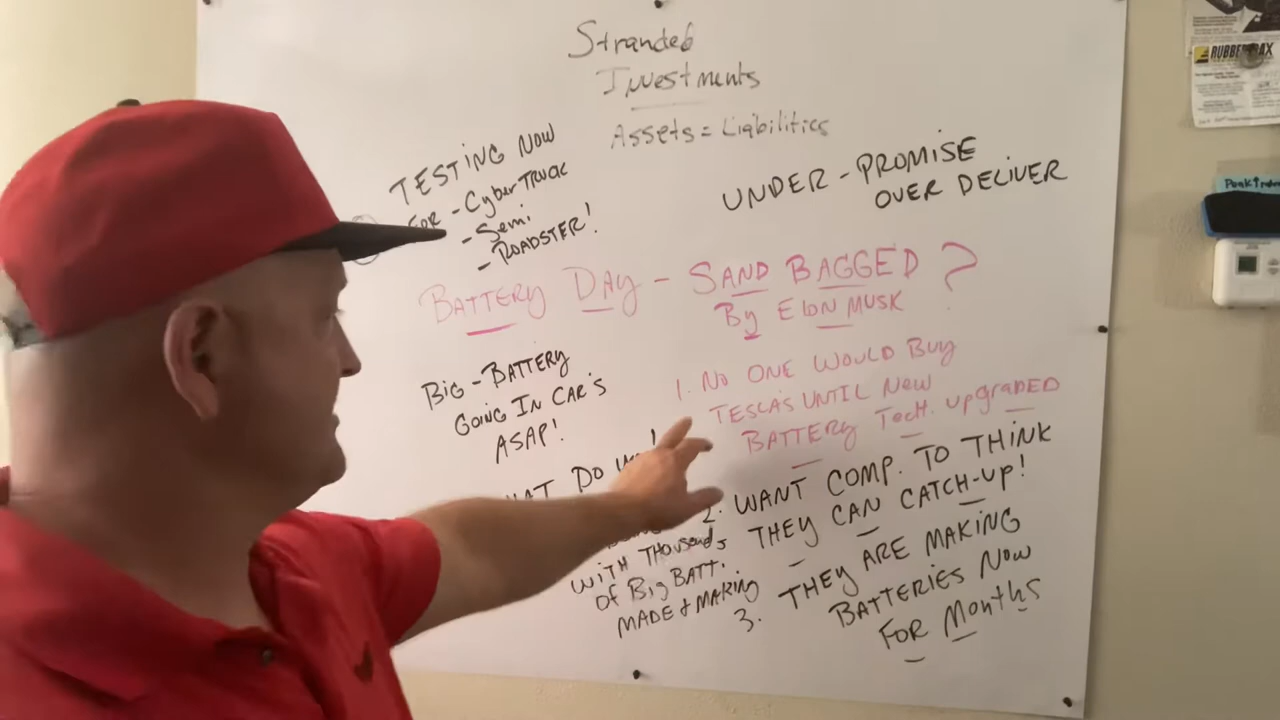 Stranded
Investments
Assets = Liabilities
TESTING NOW
FOR - CyberTruck
- Semi
- ROADSTER!
UNDER - PROMISE
OVER DELIVER
BATTERY DAY - SAND BAGGED ?
By ELON MUSK
BIG - BATTERY
GOING IN CAR'S
ASAP!
1. NO ONE WOULD BUY
TESLA'S UNTIL NEW
BATTERY Tech. upgRADED
2. WANT COMP. TO THINK
THEY CAN CATCH-UP!
3. THEY ARE MAKING
BATTERIES NOW
FOR MonthS
DO
WITH THousands
OF Big BATT.
MADE & MAKING
RUBBE